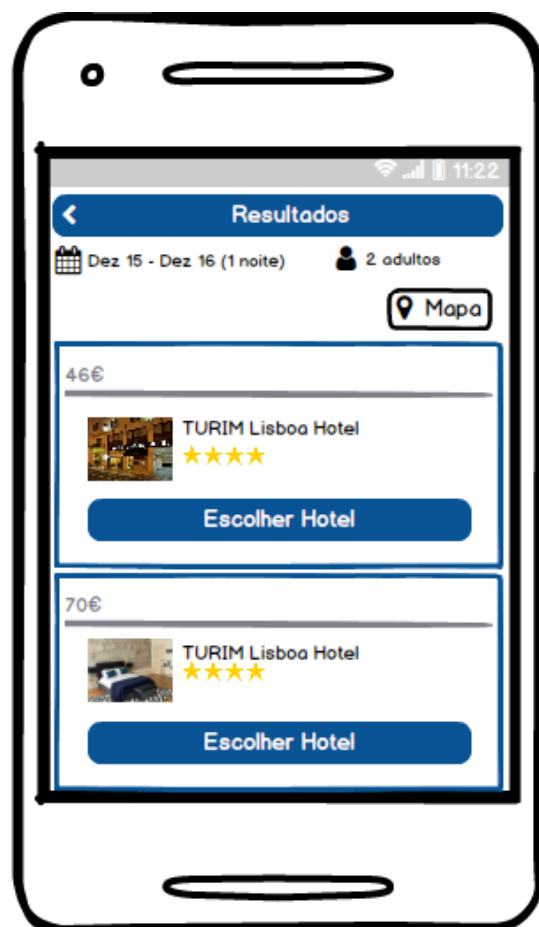 11:22
Resultados
Dez 15 - Dez 16 (1 noite) 2 adultos
Mapa
46€
TURIM Lisboa Hotel
Escolher Hotel
70€
TURIM Lisboa Hotel
Escolher Hotel